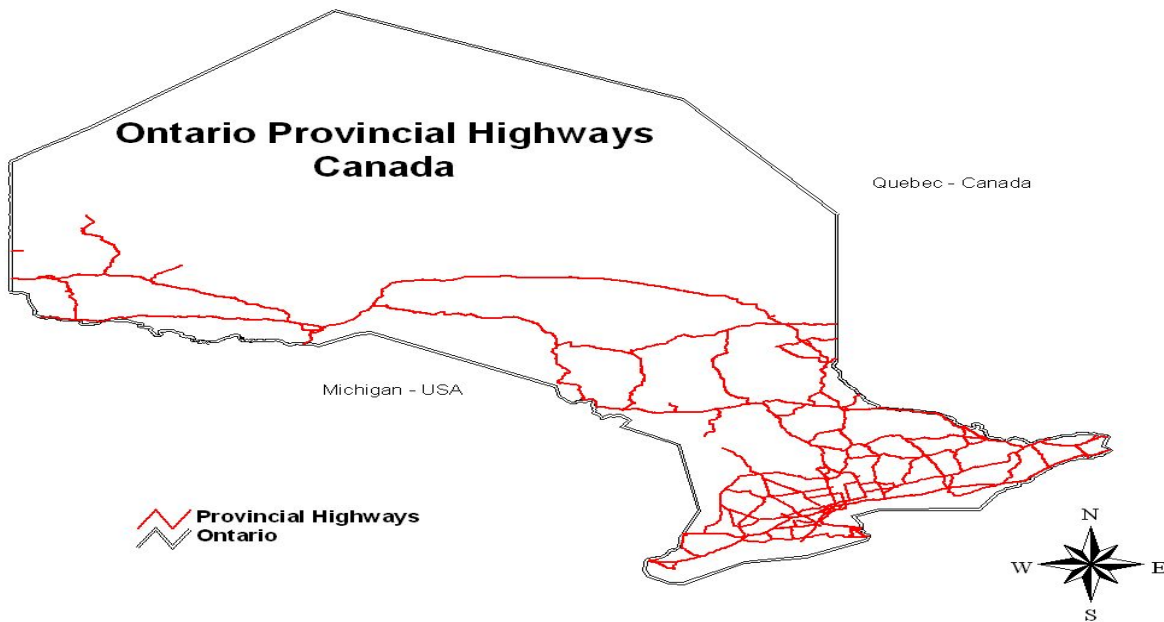 Ontario Provincial Highways
Canada
Quebec - Canada
Michigan - USA
Provincial Highways
Ontario
N
W
E
S